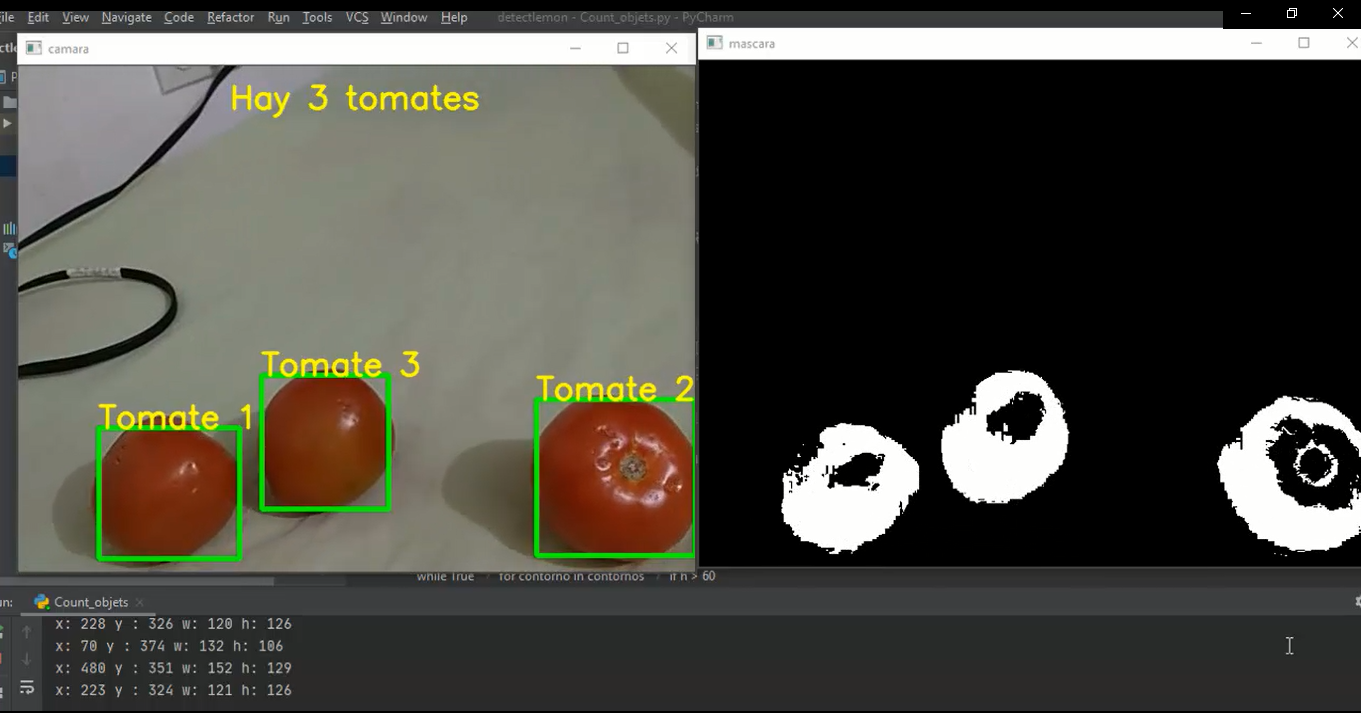 Edit View Navigate Code Refactor Run Tools VCS Window Help detectlemon - Count_objets.py - PyCharm
camara
mascara
Hay 3 tomates
Tomate 3
Tomate 2
Tomate 1
while True for contorno in contornos if h > 60
Count_objets
x: 228 y : 326 w: 120 h: 126
x: 70 y : 374 w: 132 h: 106
x: 480 y : 351 w: 152 h: 129
x: 223 y : 324 w: 121 h: 126